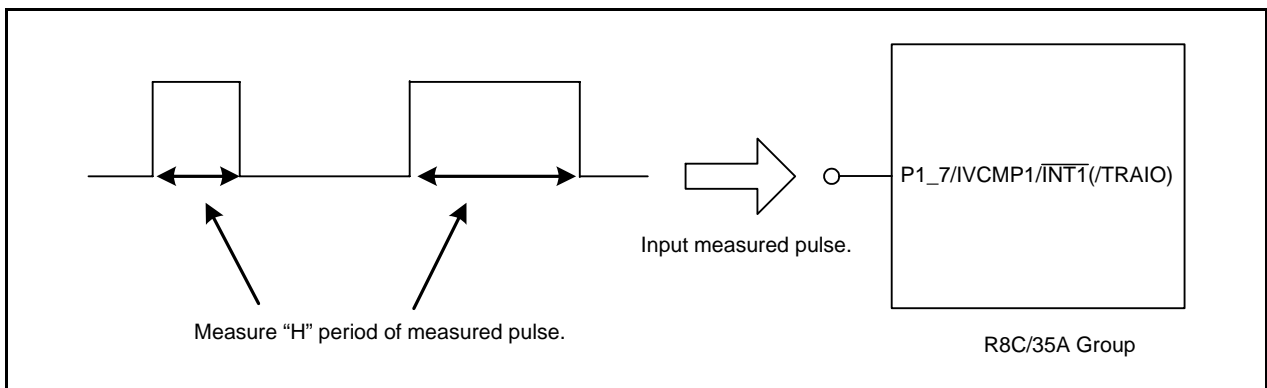 P1_7/IVCMP1/INT1(/TRAIO)
Input measured pulse.
Measure “H” period of measured pulse.
R8C/35A Group